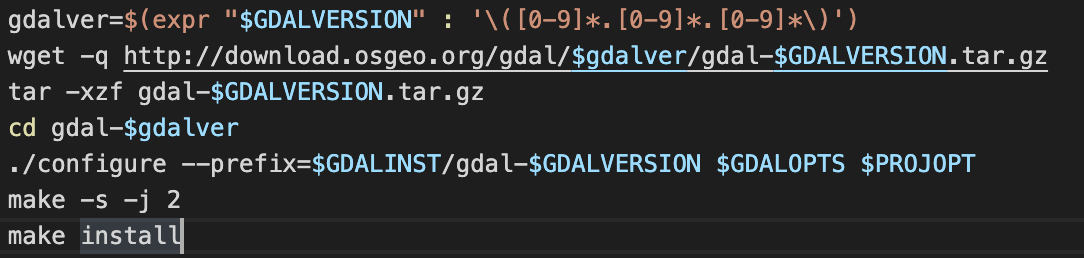 gdalver=$(expr "$GDALVERSION" : '\([0-9]*.[0-9]*.[0-9]*\)')
wget -q http://download.osgeo.org/gdal/$gdalver/gdal-$GDALVERSION.tar.gz
tar -xzf gdal-$GDALVERSION.tar.gz
cd gdal-$gdalver
./configure --prefix=$GDALINST/gdal-$GDALVERSION $GDALOPTS $PROJOPT
make -s -j 2
make install